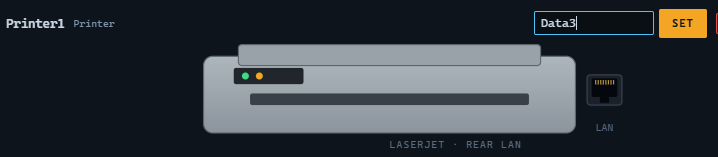 Printer1 Printer Data3 SET
LAN
LASERJET · REAR LAN